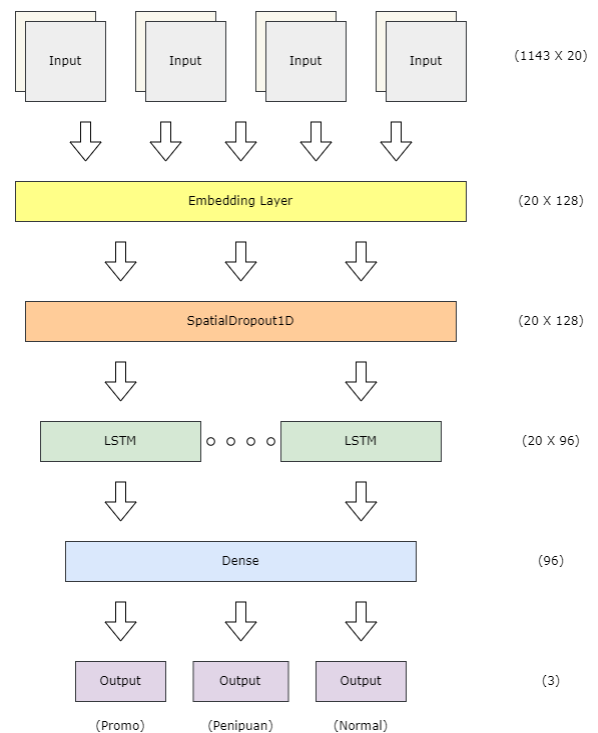 Input Input Input Input (1143 X 20)
Embedding Layer (20 X 128)
SpatialDropout1D (20 X 128)
LSTM LSTM (20 X 96)
Dense (96)
Output Output Output (3)
(Promo) (Penipuan) (Normal)